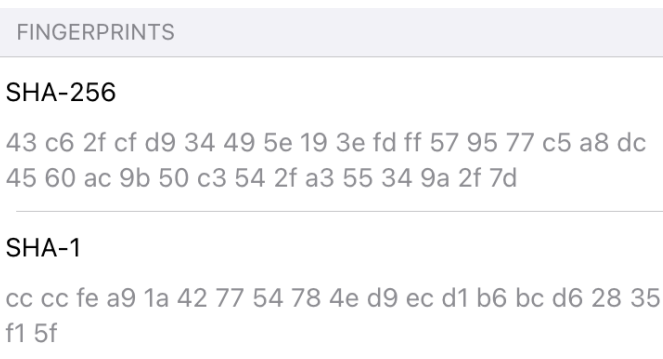 FINGERPRINTS
SHA-256
43 c6 2f cf d9 34 49 5e 19 3e fd ff 57 95 77 c5 a8 dc
45 60 ac 9b 50 c3 54 2f a3 55 34 9a 2f 7d
SHA-1
cc cc fe a9 1a 42 77 54 78 4e d9 ec d1 b6 bc d6 28 35
f1 5f